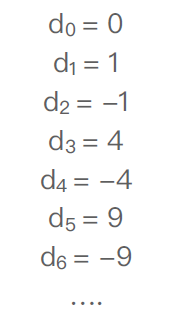 d₀ = 0
d₁ = 1
d₂ = –1
d₃ = 4
d₄ = –4
d₅ = 9
d₆ = –9
....